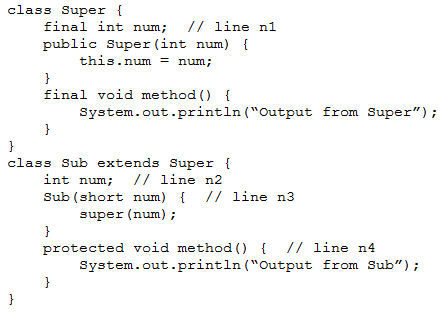 class Super {
    final int num;  // line n1
    public Super(int num) {
        this.num = num;
    }
    final void method() {
        System.out.println(“Output from Super”);
    }
}
class Sub extends Super {
    int num;  // line n2
    Sub(short num) {  // line n3
        super(num);
    }
    protected void method() {  // line n4
        System.out.println(“Output from Sub”);
    }
}